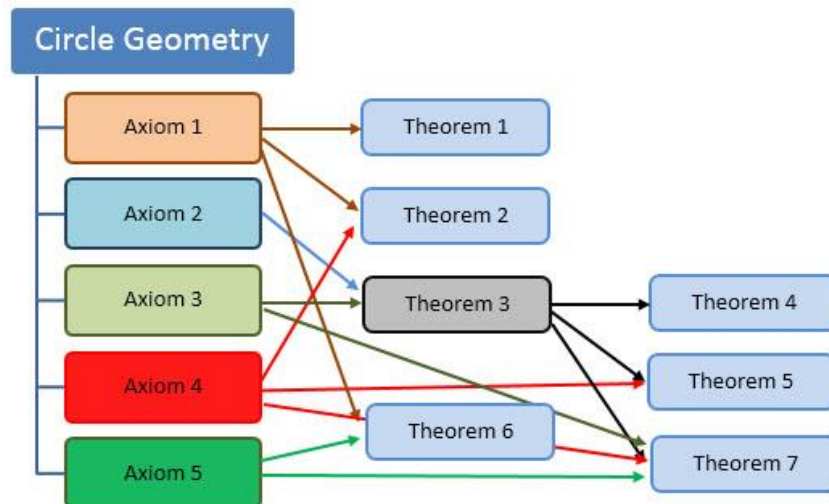 Circle Geometry
Axiom 1
Theorem 1
Axiom 2
Theorem 2
Axiom 3
Theorem 3
Theorem 4
Axiom 4
Theorem 5
Theorem 6
Axiom 5
Theorem 7